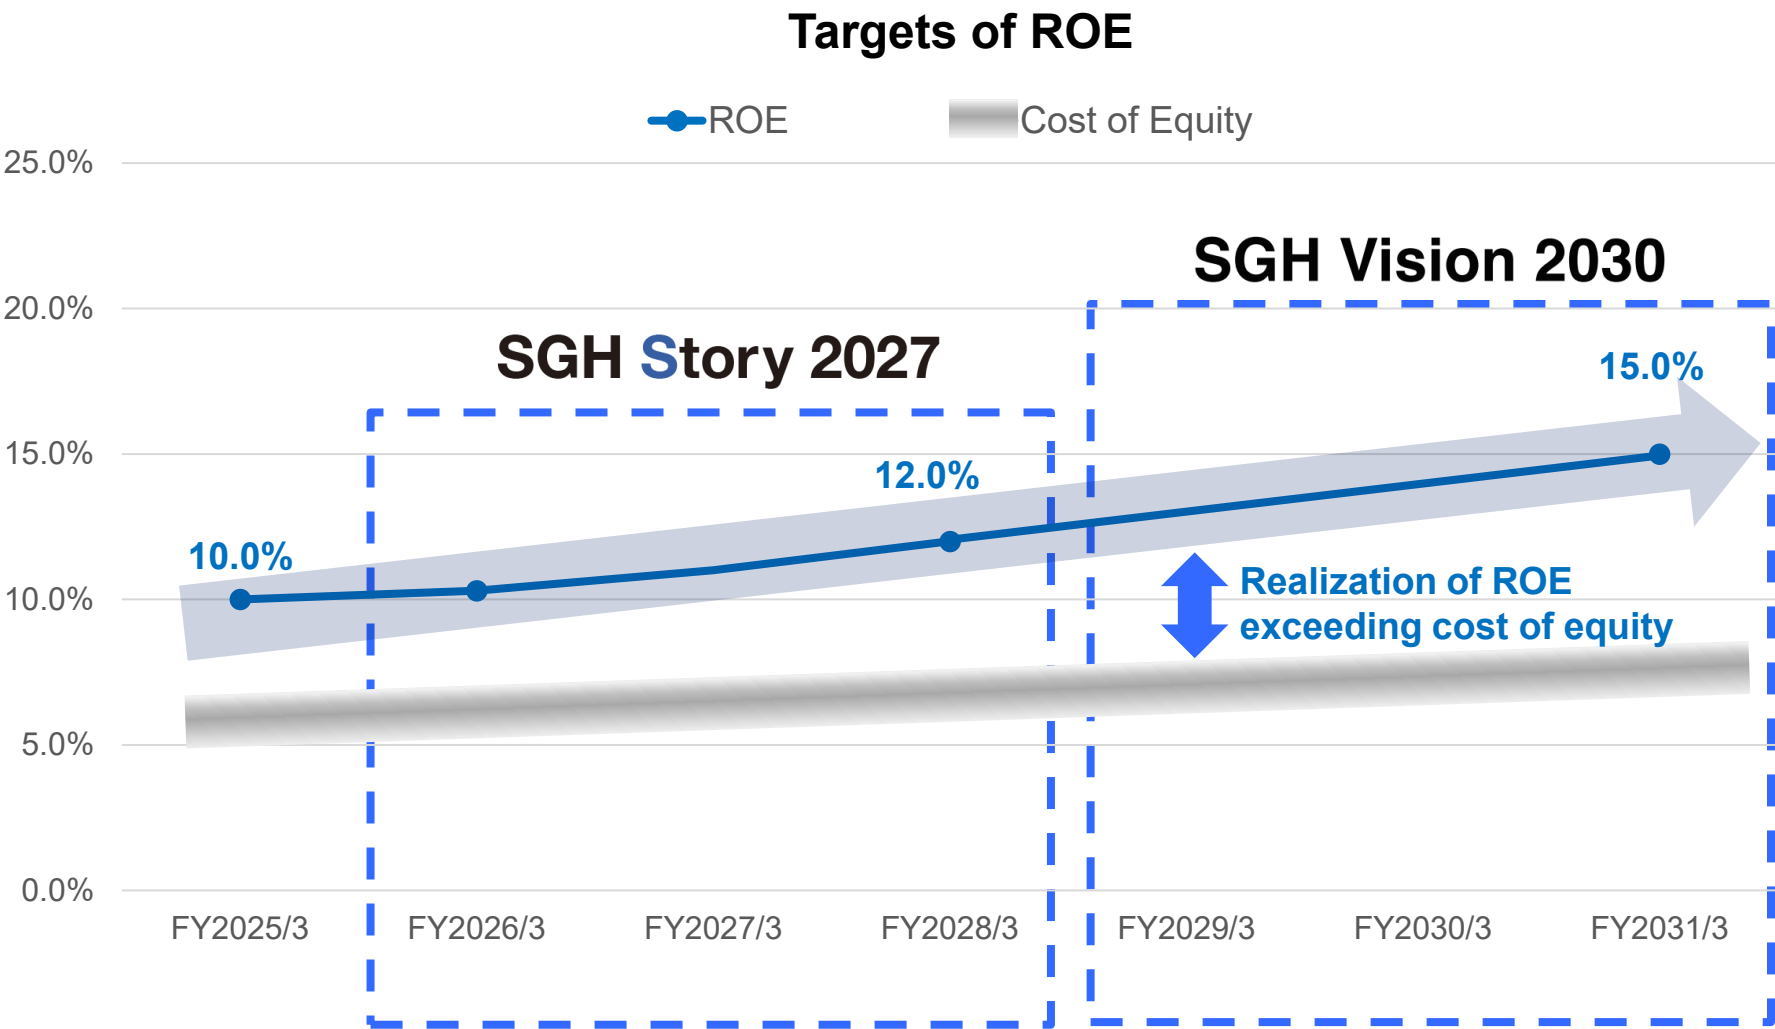 Targets of ROE
ROE
Cost of Equity
25.0%
20.0%
15.0%
10.0%
5.0%
0.0%
SGH Vision 2030
SGH Story 2027
15.0%
12.0%
10.0%
Realization of ROE
exceeding cost of equity
FY2025/3
FY2026/3
FY2027/3
FY2028/3
FY2029/3
FY2030/3
FY2031/3